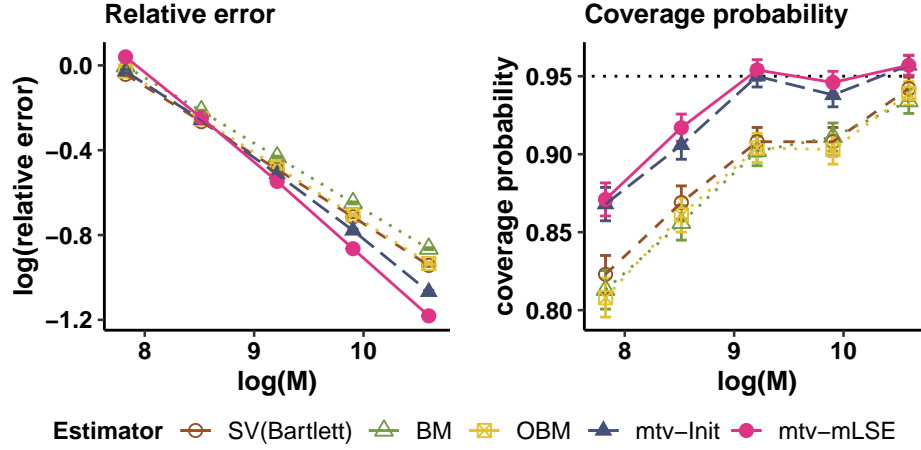 Relative error
Coverage probability
log(relative error)
0.0
−0.4
−0.8
−1.2
8
9
10
log(M)
coverage probability
0.95
0.90
0.85
0.80
8
9
10
log(M)
Estimator SV(Bartlett) BM OBM mtv−Init mtv−mLSE